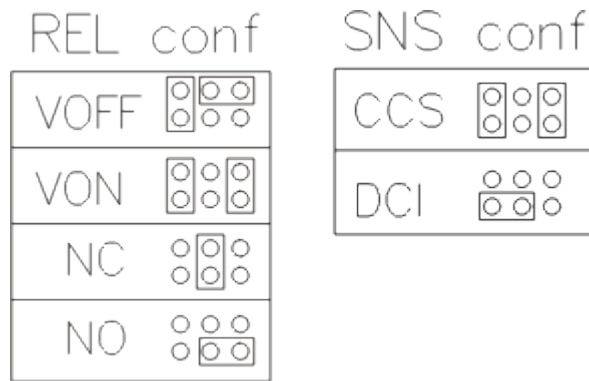 REL conf
VOFF
VON
NC
NO
SNS conf
CCS
DCI